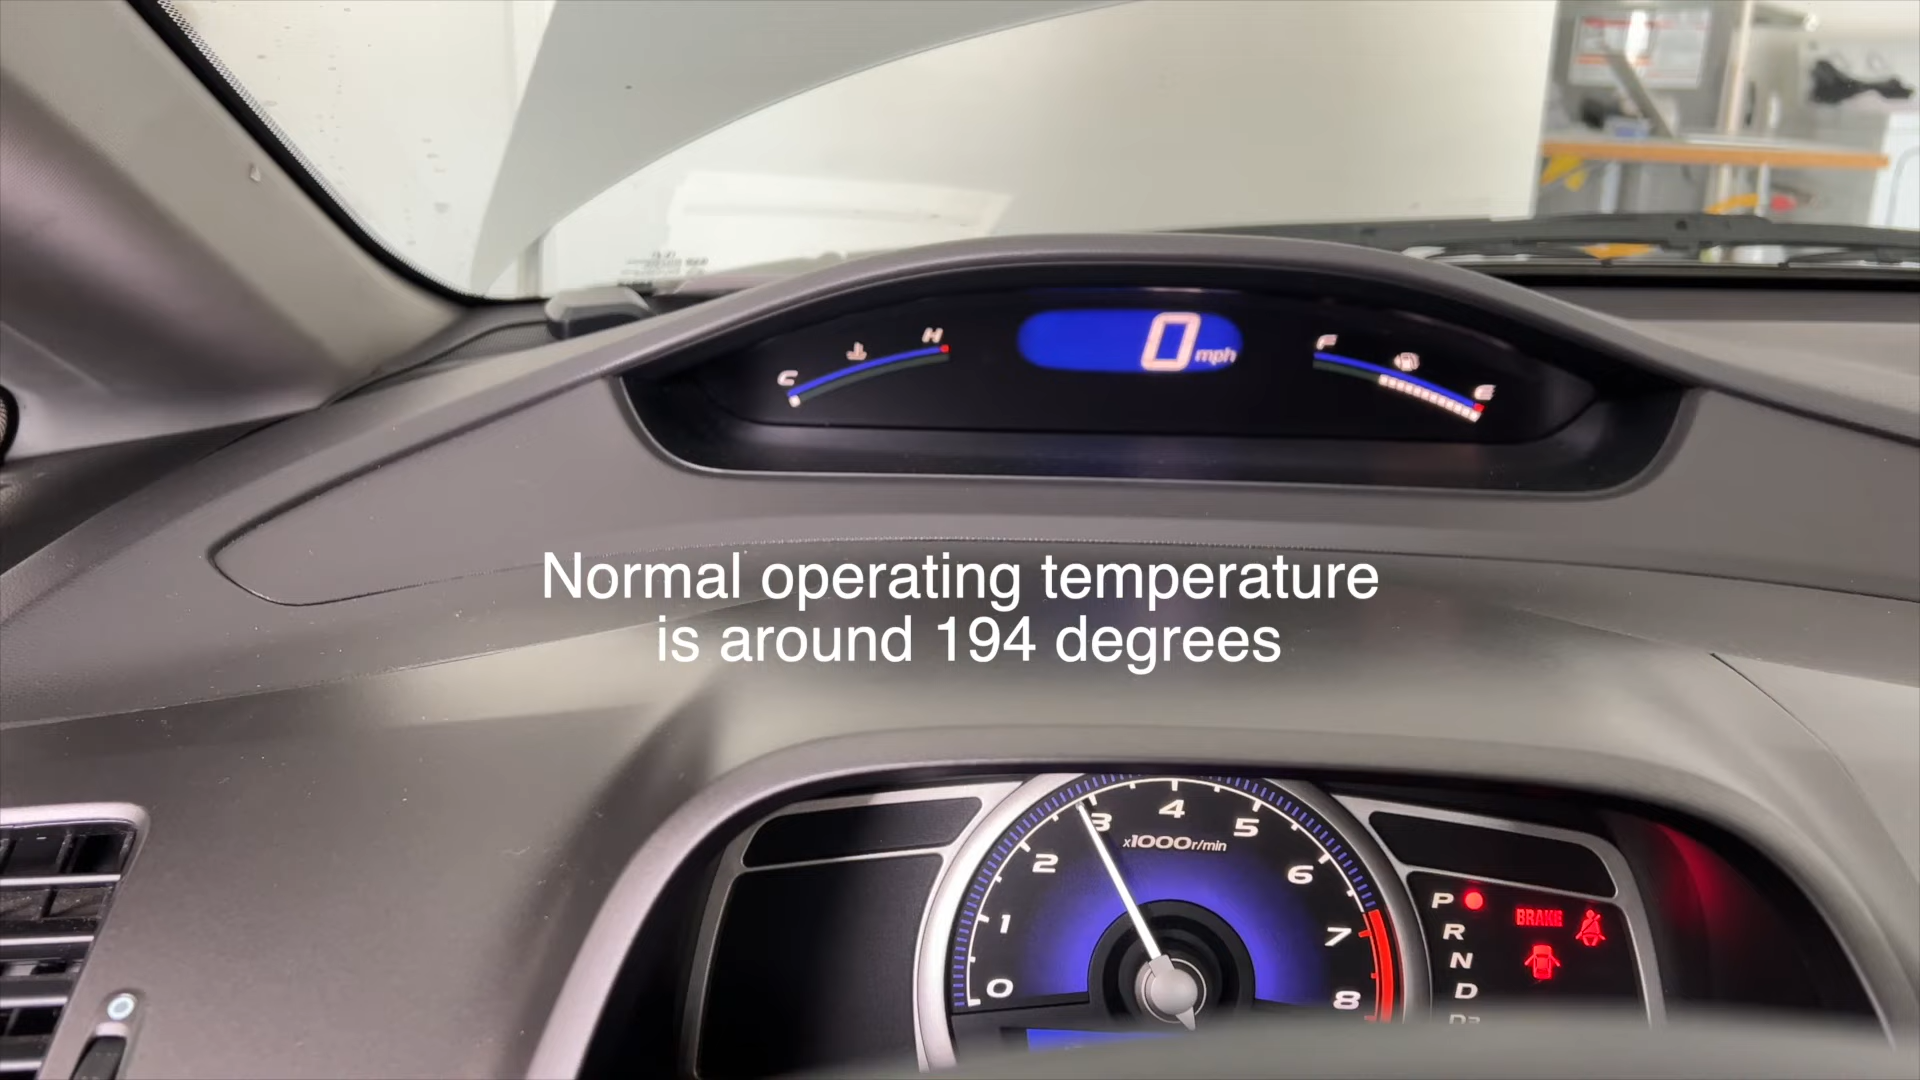 H
C
0 mph
F
E
Normal operating temperature
is around 194 degrees
0
1
2
3
4
5
6
7
8
x1000r/min
P
R
N
D
BRAKE